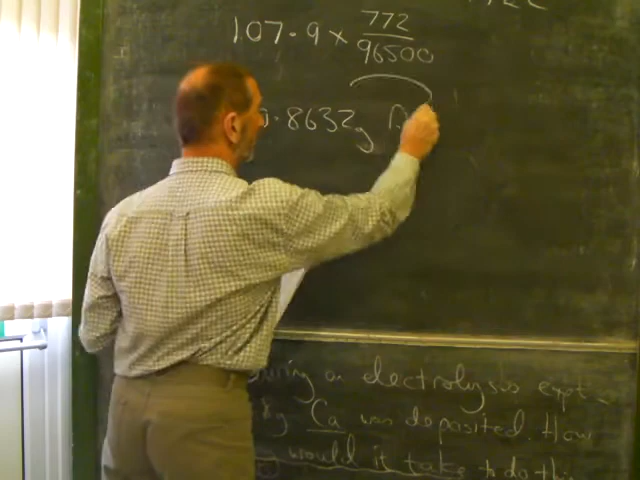 107.9 × 772
96500
.8632g A
during an electrolysis expt
8g Ca was deposited. How
would it take to do this